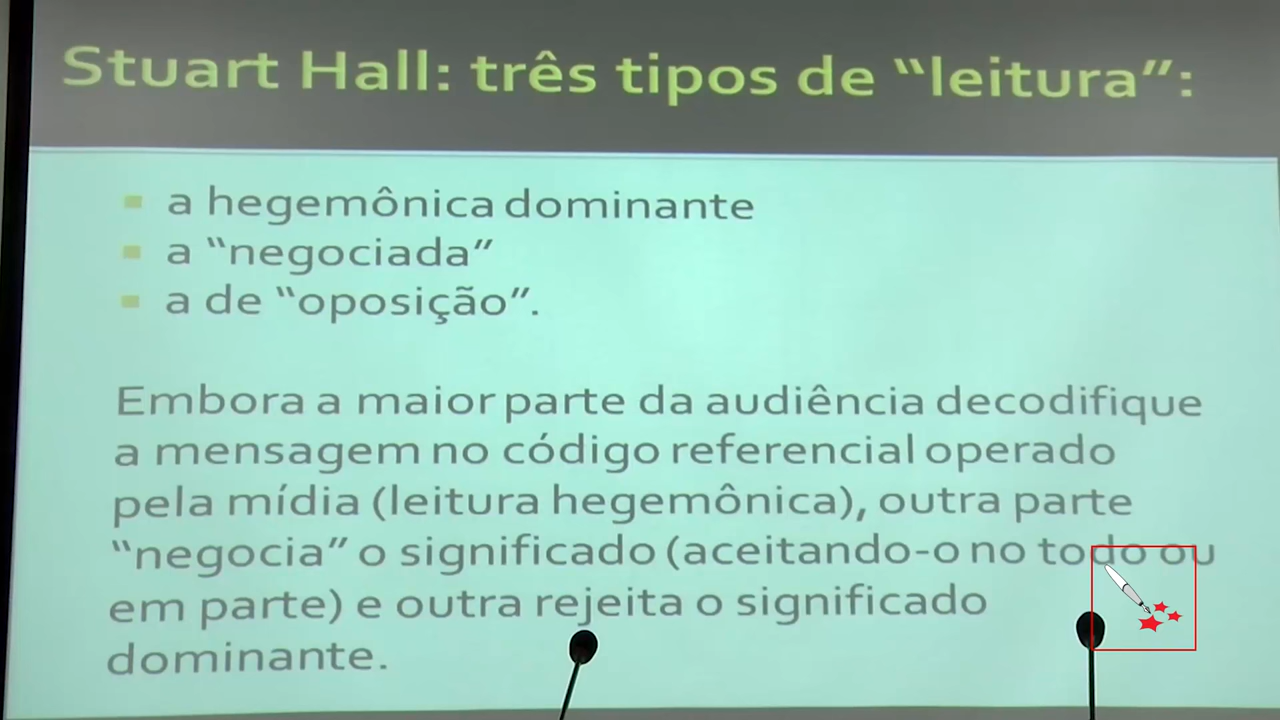 Stuart Hall: três tipos de “leitura”:
a hegemônica dominante
a “negociada”
a de “oposição”.
Embora a maior parte da audiência decodifique
a mensagem no código referencial operado
pela mídia (leitura hegemônica), outra parte
“negocia” o significado (aceitando-o no todo ou
em parte) e outra rejeita o significado
dominante.